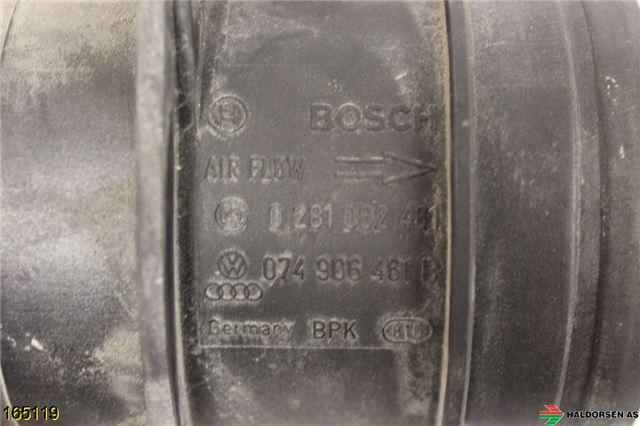 BOSCH
AIR FLOW
0 281 002 461
074 906 461 B
Germany BPK
165119
HALDORSEN AS